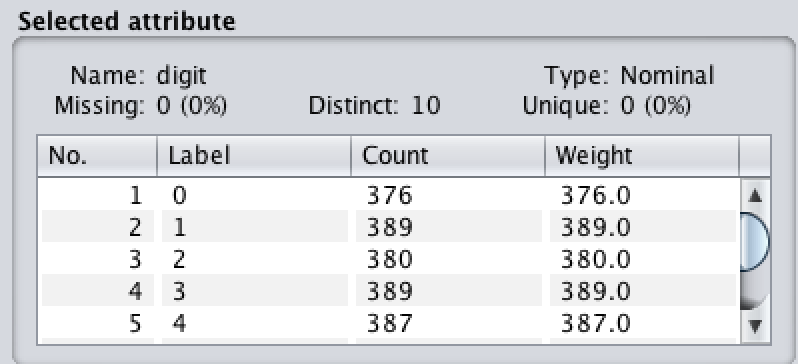 Selected attribute
Name: digit Type: Nominal
Missing: 0 (0%) Distinct: 10 Unique: 0 (0%)
No. Label Count Weight
1 0 376 376.0
2 1 389 389.0
3 2 380 380.0
4 3 389 389.0
5 4 387 387.0